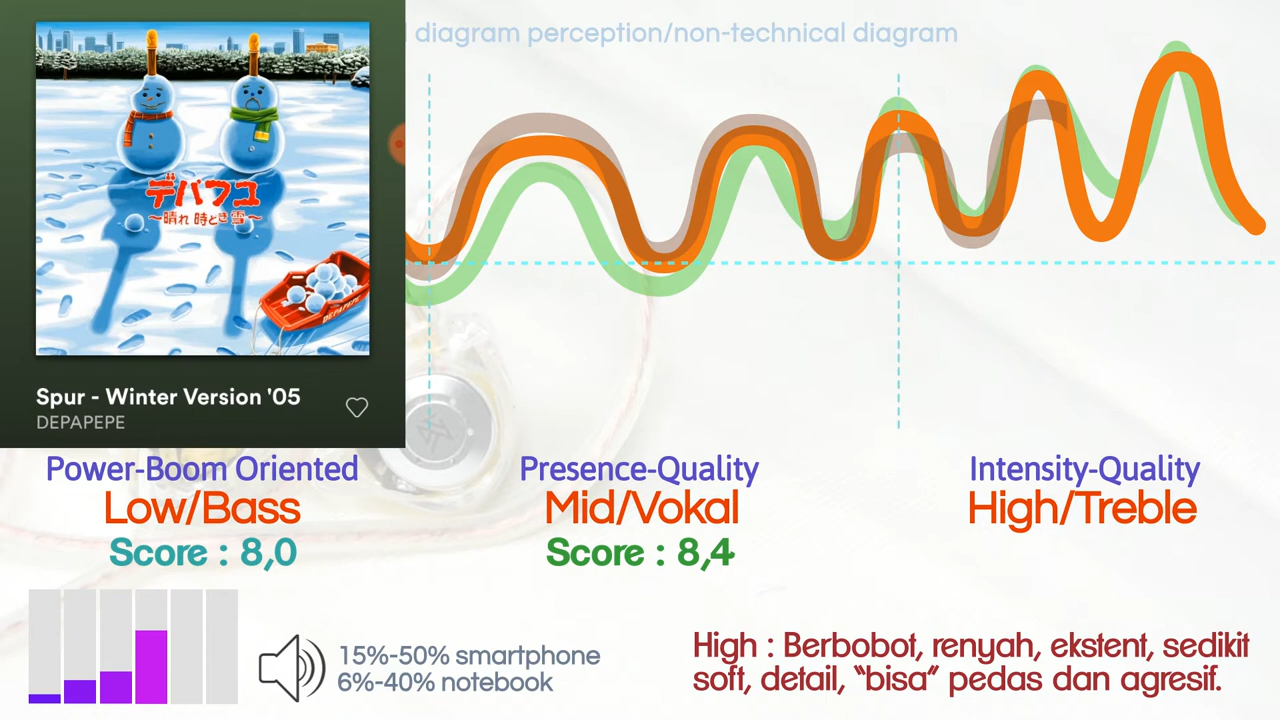 diagram perception/non-technical diagram
デパフユ
～晴れ 時どき雪～
DEPAPEPE
Spur - Winter Version '05
DEPAPEPE
Power-Boom Oriented
Low/Bass
Score : 8,0
Presence-Quality
Mid/Vokal
Score : 8,4
Intensity-Quality
High/Treble
15%-50% smartphone
6%-40% notebook
High : Berbobot, renyah, ekstent, sedikit
soft, detail, “bisa” pedas dan agresif.